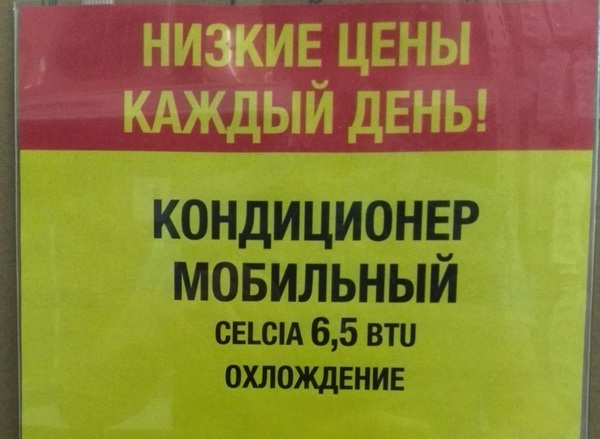 НИЗКИЕ ЦЕНЫ
КАЖДЫЙ ДЕНЬ!
КОНДИЦИОНЕР
МОБИЛЬНЫЙ
CELCIA 6,5 BTU
ОХЛОЖДЕНИЕ